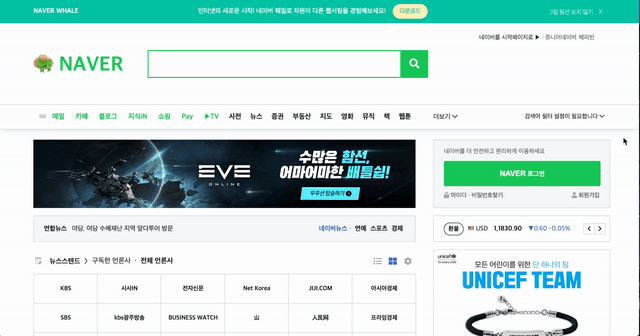 NAVER WHALE
인터넷의 새로운 시작! 네이버 웨일로 차원이 다른 웹서핑을 경험해보세요! 다운로드
3일 동안 보지 않기 X
네이버를 시작페이지로 ▶ 쥬니어네이버 해피빈
NAVER
메일 카페 블로그 지식iN 쇼핑 Pay ▶TV 사전 뉴스 증권 부동산 지도 영화 뮤직 책 웹툰 더보기
검색어 필터 설정이 필요합니다
EVE
ONLINE
수많은 함선,
어마어마한 배틀쉽!
우주선 탑승하기
네이버를 더 안전하고 편리하게 이용하세요
NAVER 로그인
아이디 · 비밀번호찾기 회원가입
연합뉴스 여당, 야당 수해재난 지역 앞다투어 방문
네이버뉴스 · 연예 스포츠 경제
환율 USD 1,1830.90 ▼0.60 -0.05%
뉴스스탠드 > 구독한 언론사 · 전체 언론사
KBS 시사IN 전자신문 Net Korea JIJI.COM 아시아경제
SBS kbs광주방송 BUSINESS WATCH 山 人民网 프라임경제
unicef
for every child
모든 어린이를 위한 단 하나의 팀
UNICEF TEAM